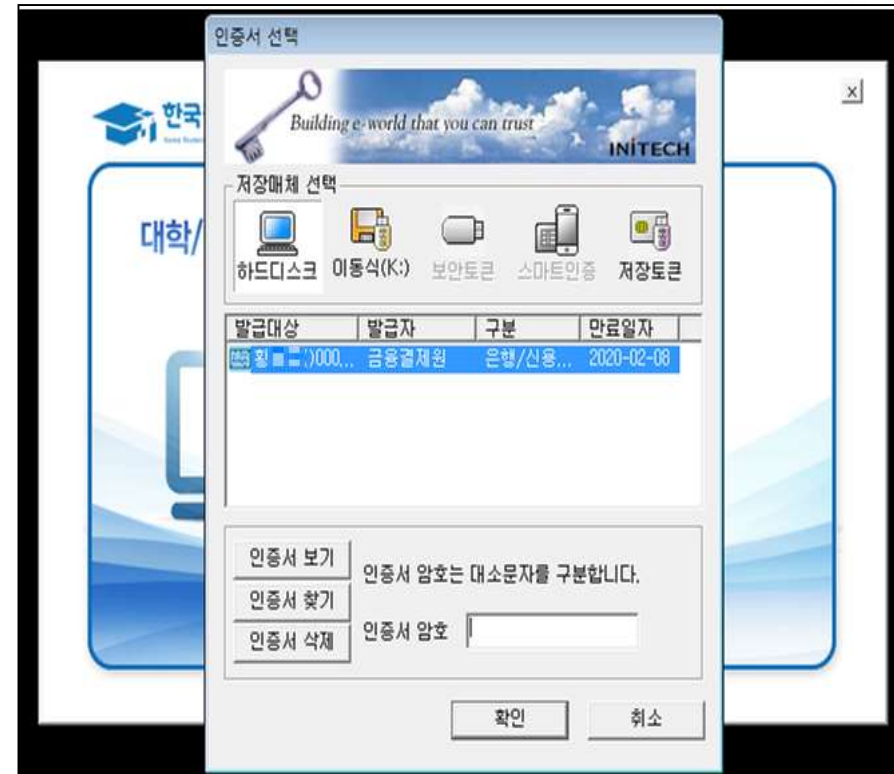 인증서 선택
한국
x
Building e-world that you can trust
INITECH
저장매체 선택
대학/
하드디스크 이동식(K:) 보안토큰 스마트인증 저장토큰
발급대상 발급자 구분 만료일자
황 )000... 금융결제원 은행/신용... 2020-02-08
인증서 보기
인증서 암호는 대소문자를 구분합니다.
인증서 찾기
인증서 암호
인증서 삭제
확인 취소